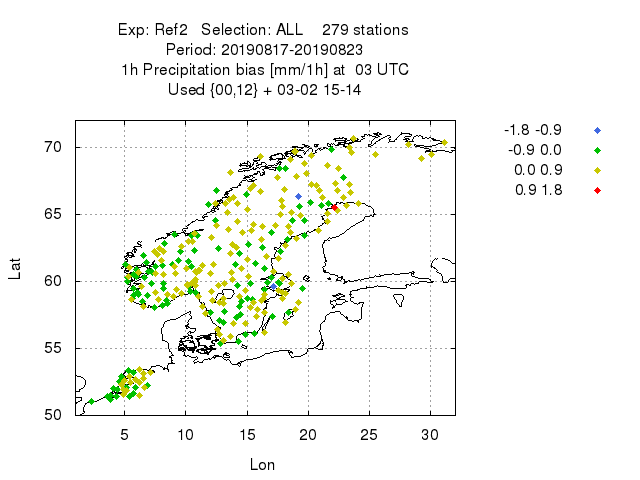 Exp: Ref2   Selection: ALL    279 stations
Period: 20190817-20190823
1h Precipitation bias [mm/1h] at  03 UTC
Used {00,12} + 03-02 15-14
-1.8 -0.9
-0.9 0.0
0.0 0.9
0.9 1.8
70
65
60
55
50
Lat
5 10 15 20 25 30
Lon